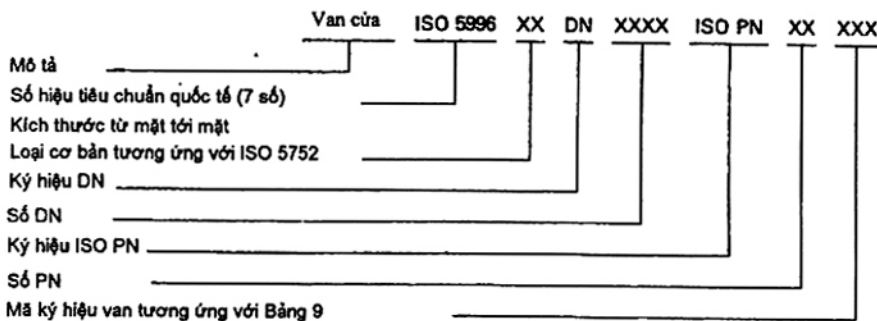 Van cửa ISO 5996 XX DN XXXX ISO PN XX XXX
Mô tả
Số hiệu tiêu chuẩn quốc tế (7 số)
Kích thước từ mặt tới mặt
Loại cơ bản tương ứng với ISO 5752
Ký hiệu DN
Số DN
Ký hiệu ISO PN
Số PN
Mã ký hiệu van tương ứng với Bảng 9